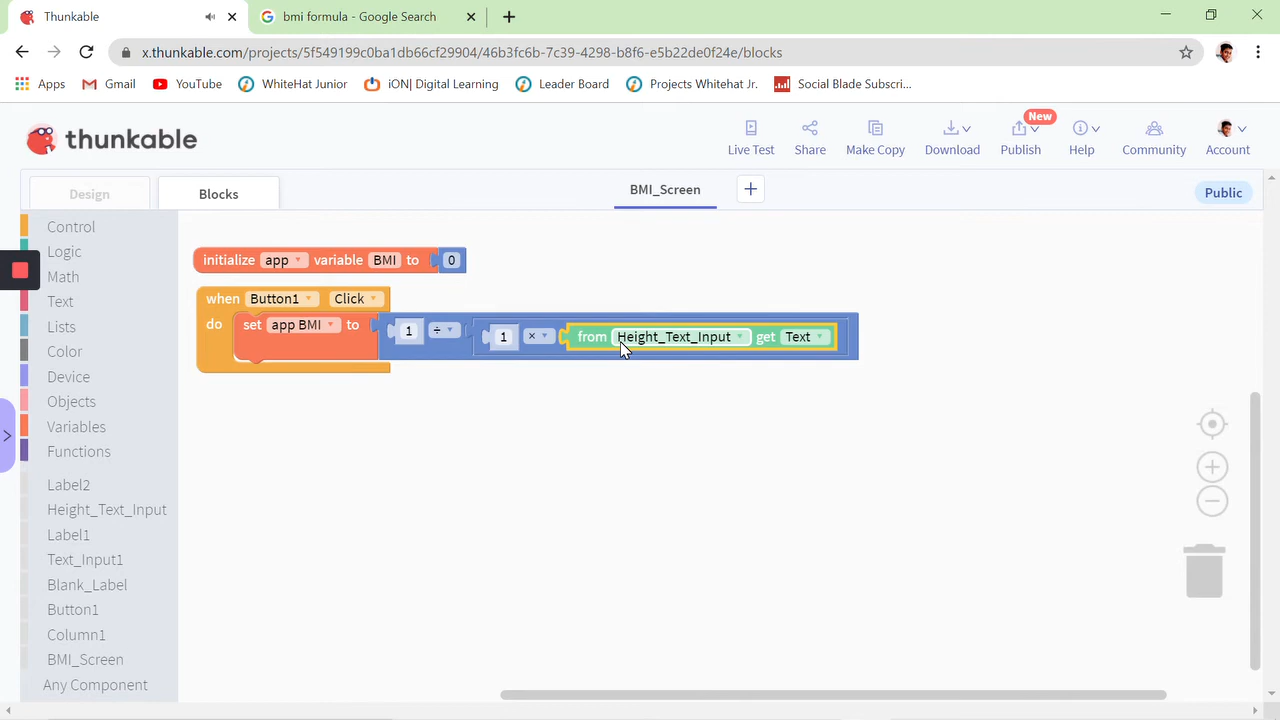 Thunkable
bmi formula - Google Search
x.thunkable.com/projects/5f549199c0ba1db66cf29904/46b3fc6b-7c39-4298-b8f6-e5b22de0f24e/blocks
Apps Gmail YouTube WhiteHat Junior iON| Digital Learning Leader Board Projects Whitehat Jr. Social Blade Subscri...
thunkable
New
Live Test Share Make Copy Download Publish Help Community Account
Design Blocks BMI_Screen + Public
Control
Logic
Math
Text
Lists
Color
Device
Objects
Variables
Functions
Label2
Height_Text_Input
Label1
Text_Input1
Blank_Label
Button1
Column1
BMI_Screen
Any Component
initialize app variable BMI to 0
when Button1 Click
do set app BMI to 1 ÷ 1 × from Height_Text_Input get Text